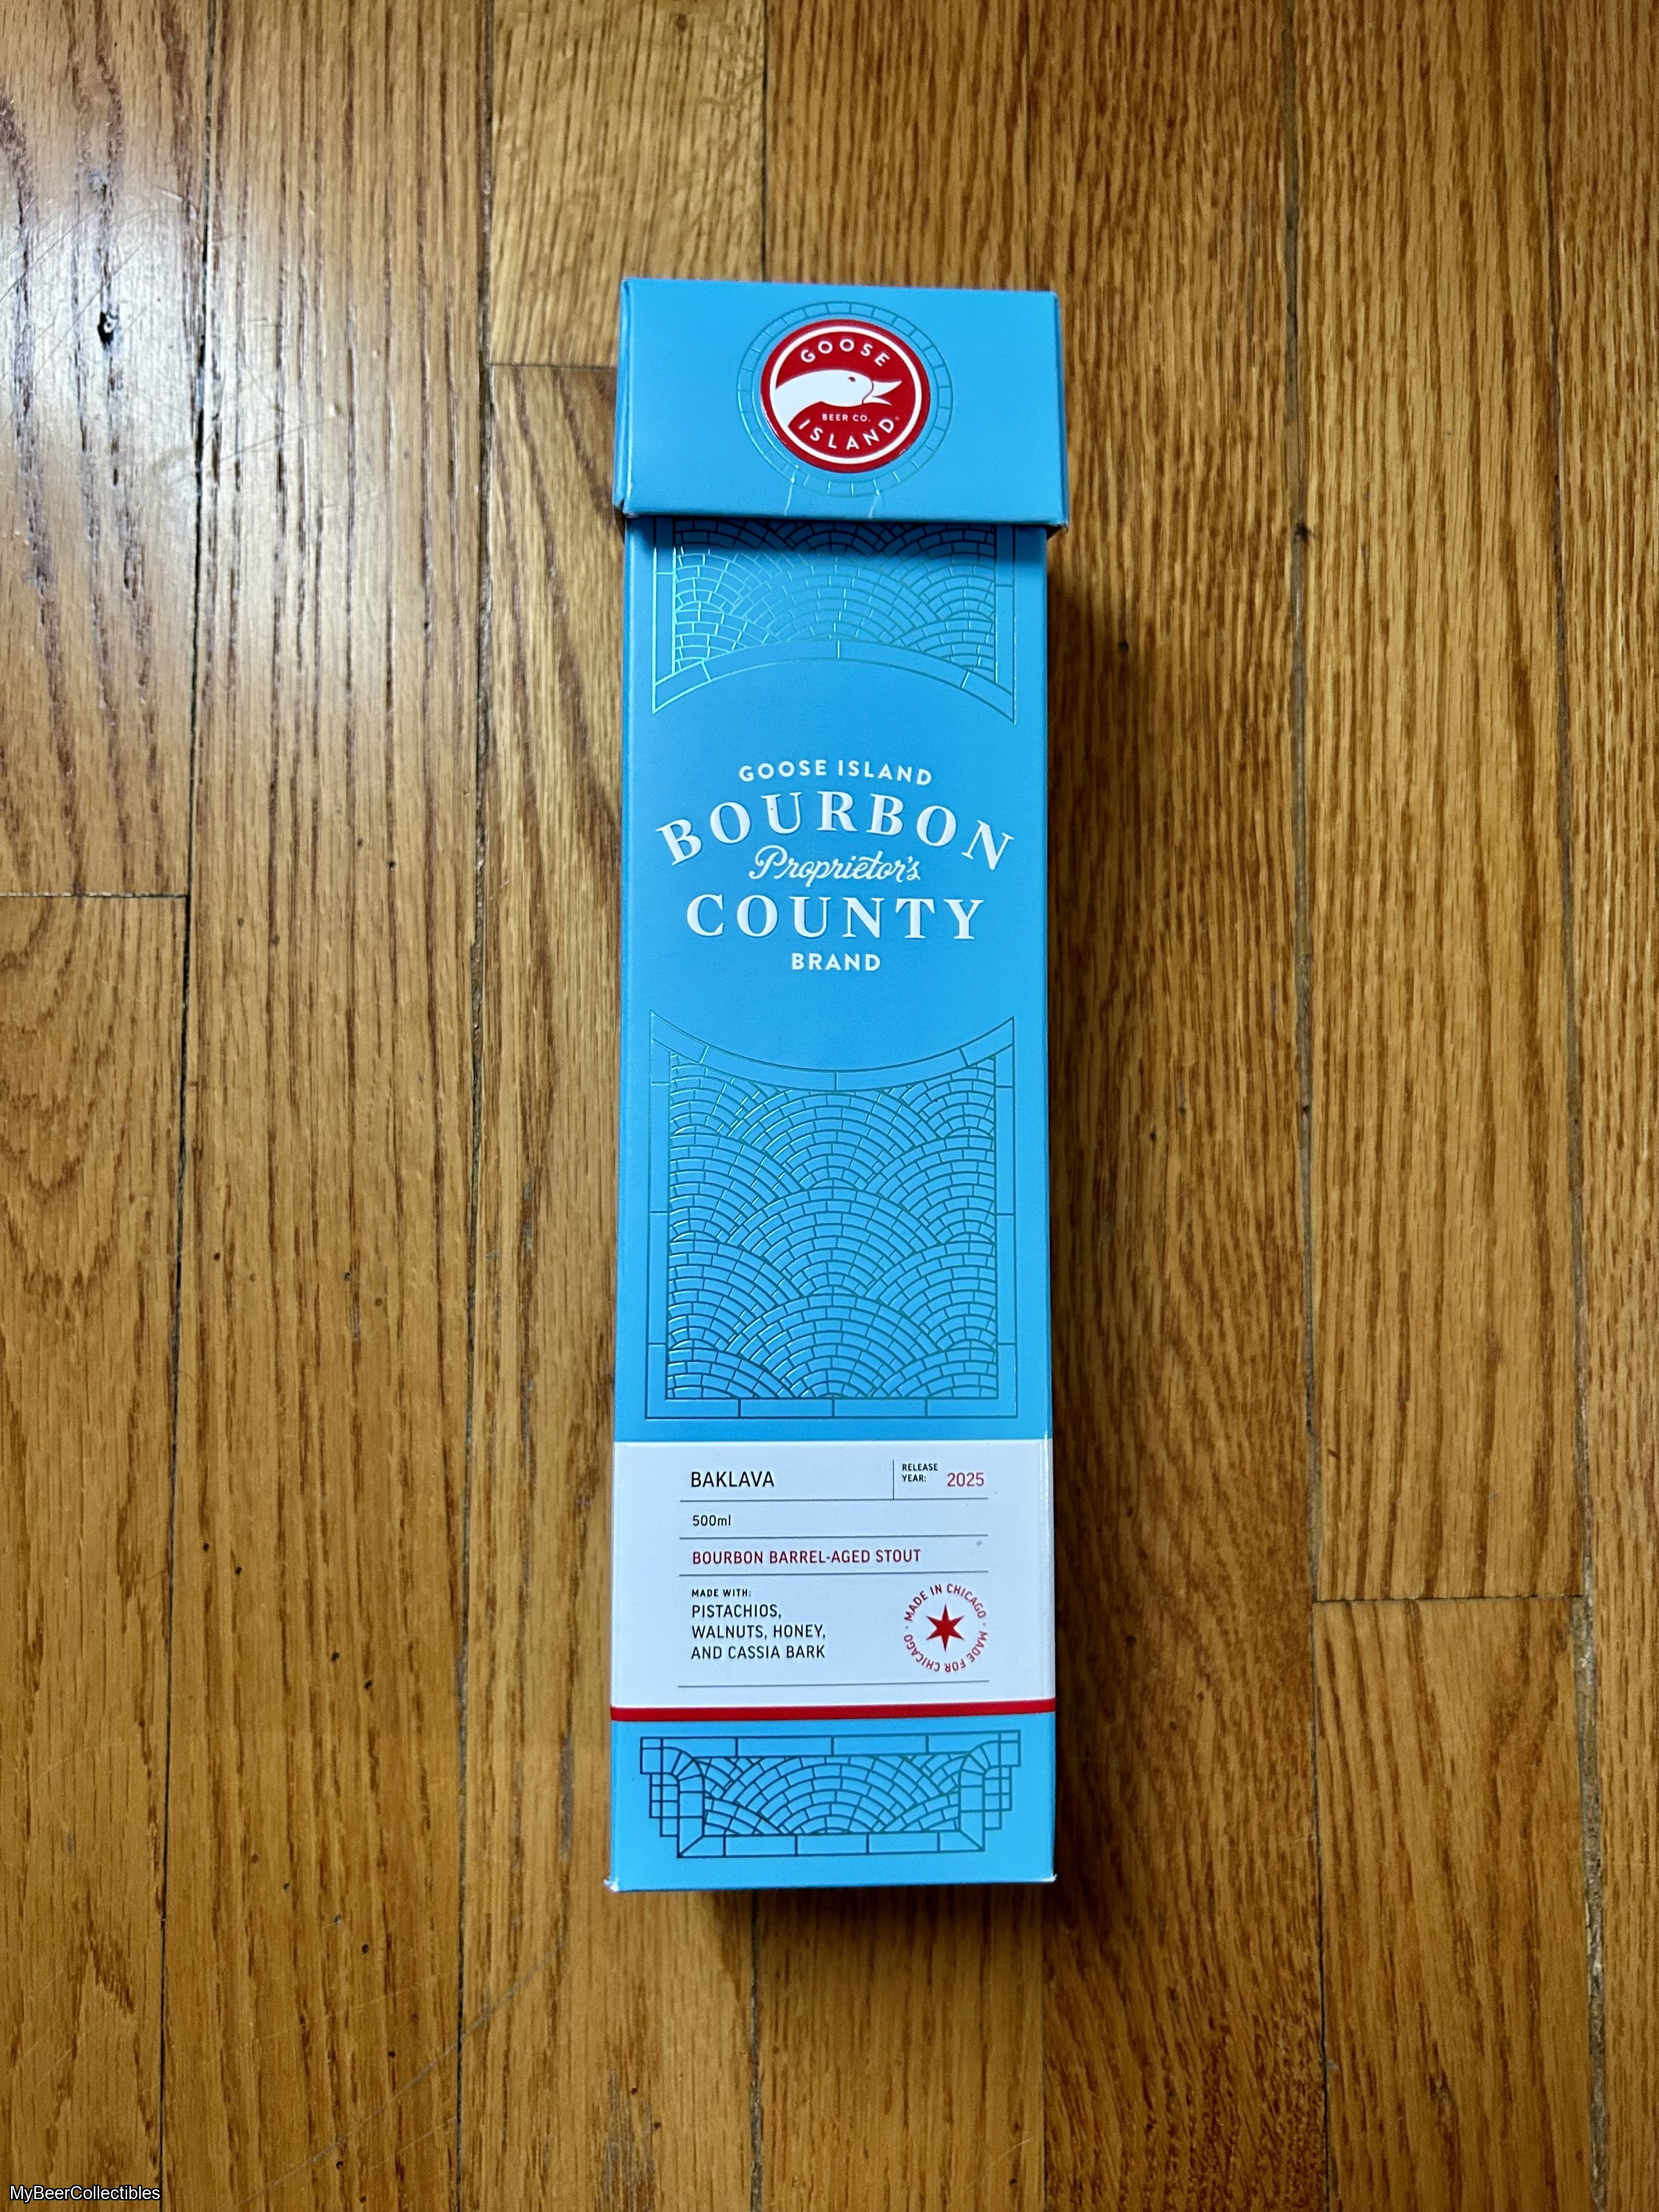 GOOSE
BEER CO.
ISLAND
GOOSE ISLAND
BOURBON
Proprietor's
COUNTY
BRAND
BAKLAVA
RELEASE YEAR: 2025
500ml
BOURBON BARREL-AGED STOUT
MADE WITH:
PISTACHIOS,
WALNUTS, HONEY,
AND CASSIA BARK
MADE IN CHICAGO · MADE FOR CHICAGO ·
MyBeerCollectibles